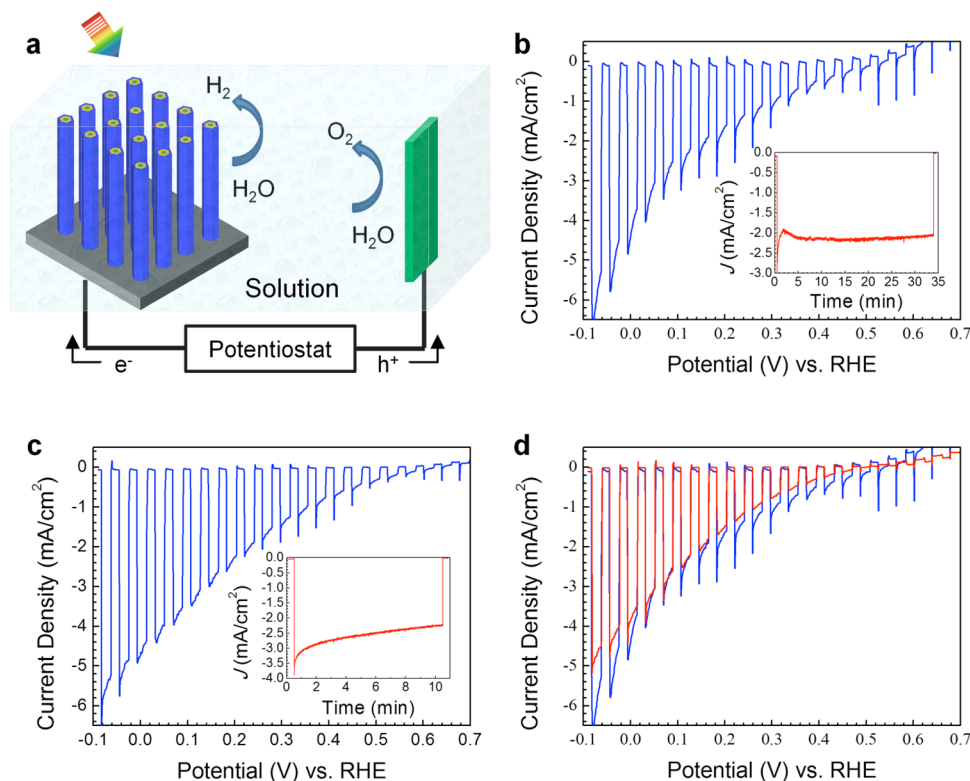 a
H₂
O₂
H₂O
H₂O
Solution
Potentiostat
e⁻
h⁺
b
Current Density (mA/cm²)
0
-1
-2
-3
-4
-5
-6
-0.1 0.0 0.1 0.2 0.3 0.4 0.5 0.6 0.7
Potential (V) vs. RHE
J (mA/cm²)
0.0
-0.5
-1.0
-1.5
-2.0
-2.5
-3.0
0 5 10 15 20 25 30 35
Time (min)
c
Current Density (mA/cm²)
0
-1
-2
-3
-4
-5
-6
-0.1 0.0 0.1 0.2 0.3 0.4 0.5 0.6 0.7
Potential (V) vs. RHE
J (mA/cm²)
0.0
-0.5
-1.0
-1.5
-2.0
-2.5
-3.0
-3.5
-4.0
0 2 4 6 8 10
Time (min)
d
Current Density (mA/cm²)
0
-1
-2
-3
-4
-5
-6
-0.1 0.0 0.1 0.2 0.3 0.4 0.5 0.6 0.7
Potential (V) vs. RHE